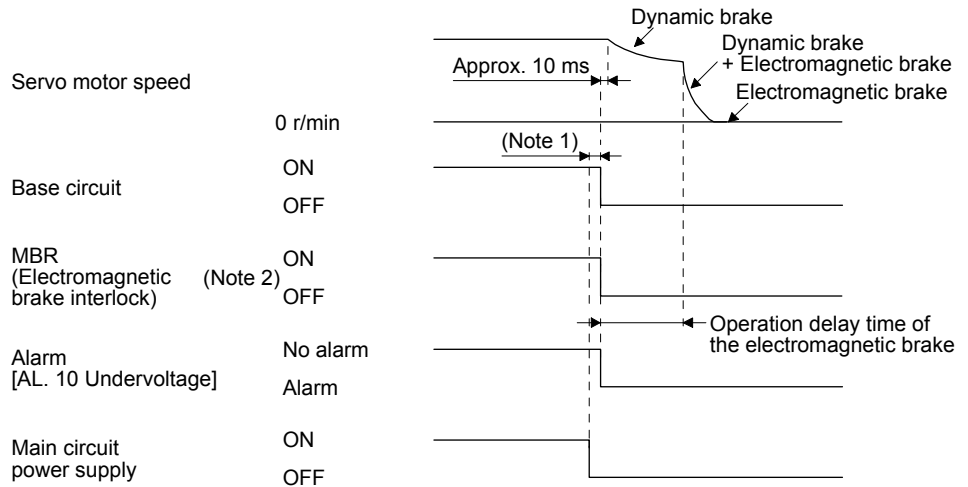 Dynamic brake
Dynamic brake
+ Electromagnetic brake
Electromagnetic brake
Approx. 10 ms
Servo motor speed
0 r/min
(Note 1)
ON
Base circuit
OFF
MBR
(Electromagnetic
brake interlock)
(Note 2)
ON
OFF
Operation delay time of
the electromagnetic brake
No alarm
Alarm
[AL. 10 Undervoltage]
Alarm
ON
Main circuit
power supply
OFF